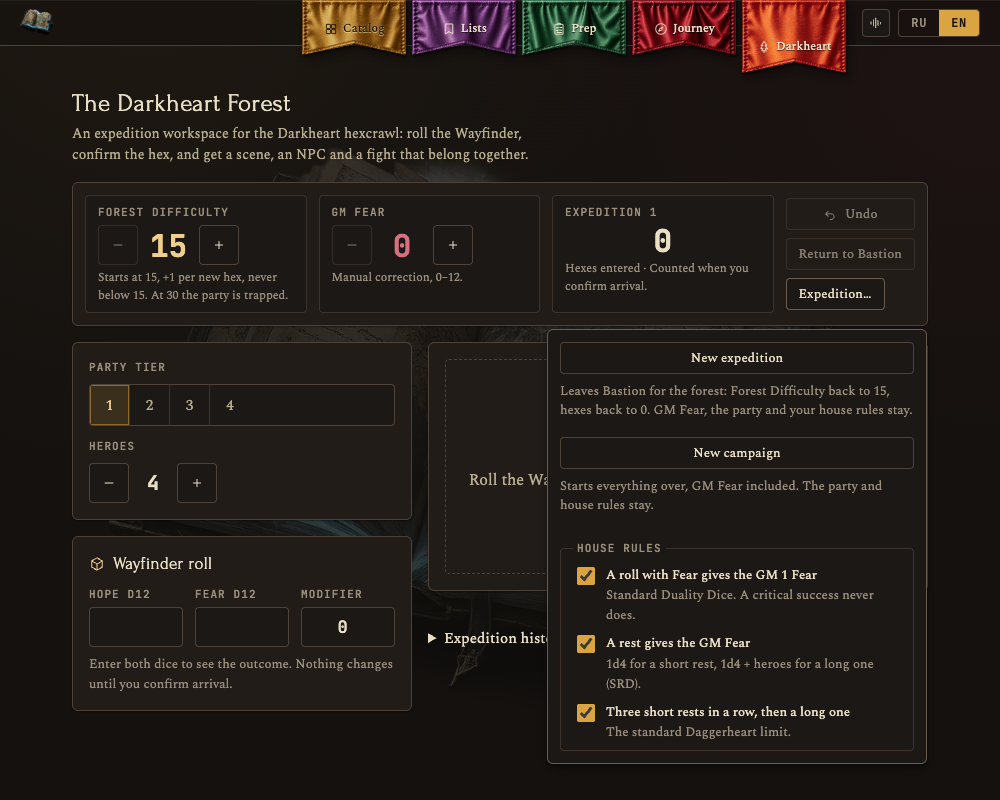 Catalog
Lists
Prep
Journey
Darkheart
RU
EN
The Darkheart Forest
An expedition workspace for the Darkheart hexcrawl: roll the Wayfinder,
confirm the hex, and get a scene, an NPC and a fight that belong together.
FOREST DIFFICULTY
− 15 +
Starts at 15, +1 per new hex, never
below 15. At 30 the party is trapped.
GM FEAR
− 0 +
Manual correction, 0–12.
EXPEDITION 1
0
Hexes entered · Counted when you
confirm arrival.
Undo
Return to Bastion
Expedition…
PARTY TIER
1 2 3 4
HEROES
− 4 +
Wayfinder roll
HOPE D12 FEAR D12 MODIFIER
0
Enter both dice to see the outcome. Nothing changes
until you confirm arrival.
Roll the Wa
Expedition histo
New expedition
Leaves Bastion for the forest: Forest Difficulty back to 15,
hexes back to 0. GM Fear, the party and your house rules stay.
New campaign
Starts everything over, GM Fear included. The party and
house rules stay.
HOUSE RULES
A roll with Fear gives the GM 1 Fear
Standard Duality Dice. A critical success never
does.
A rest gives the GM Fear
1d4 for a short rest, 1d4 + heroes for a long one
(SRD).
Three short rests in a row, then a long one
The standard Daggerheart limit.